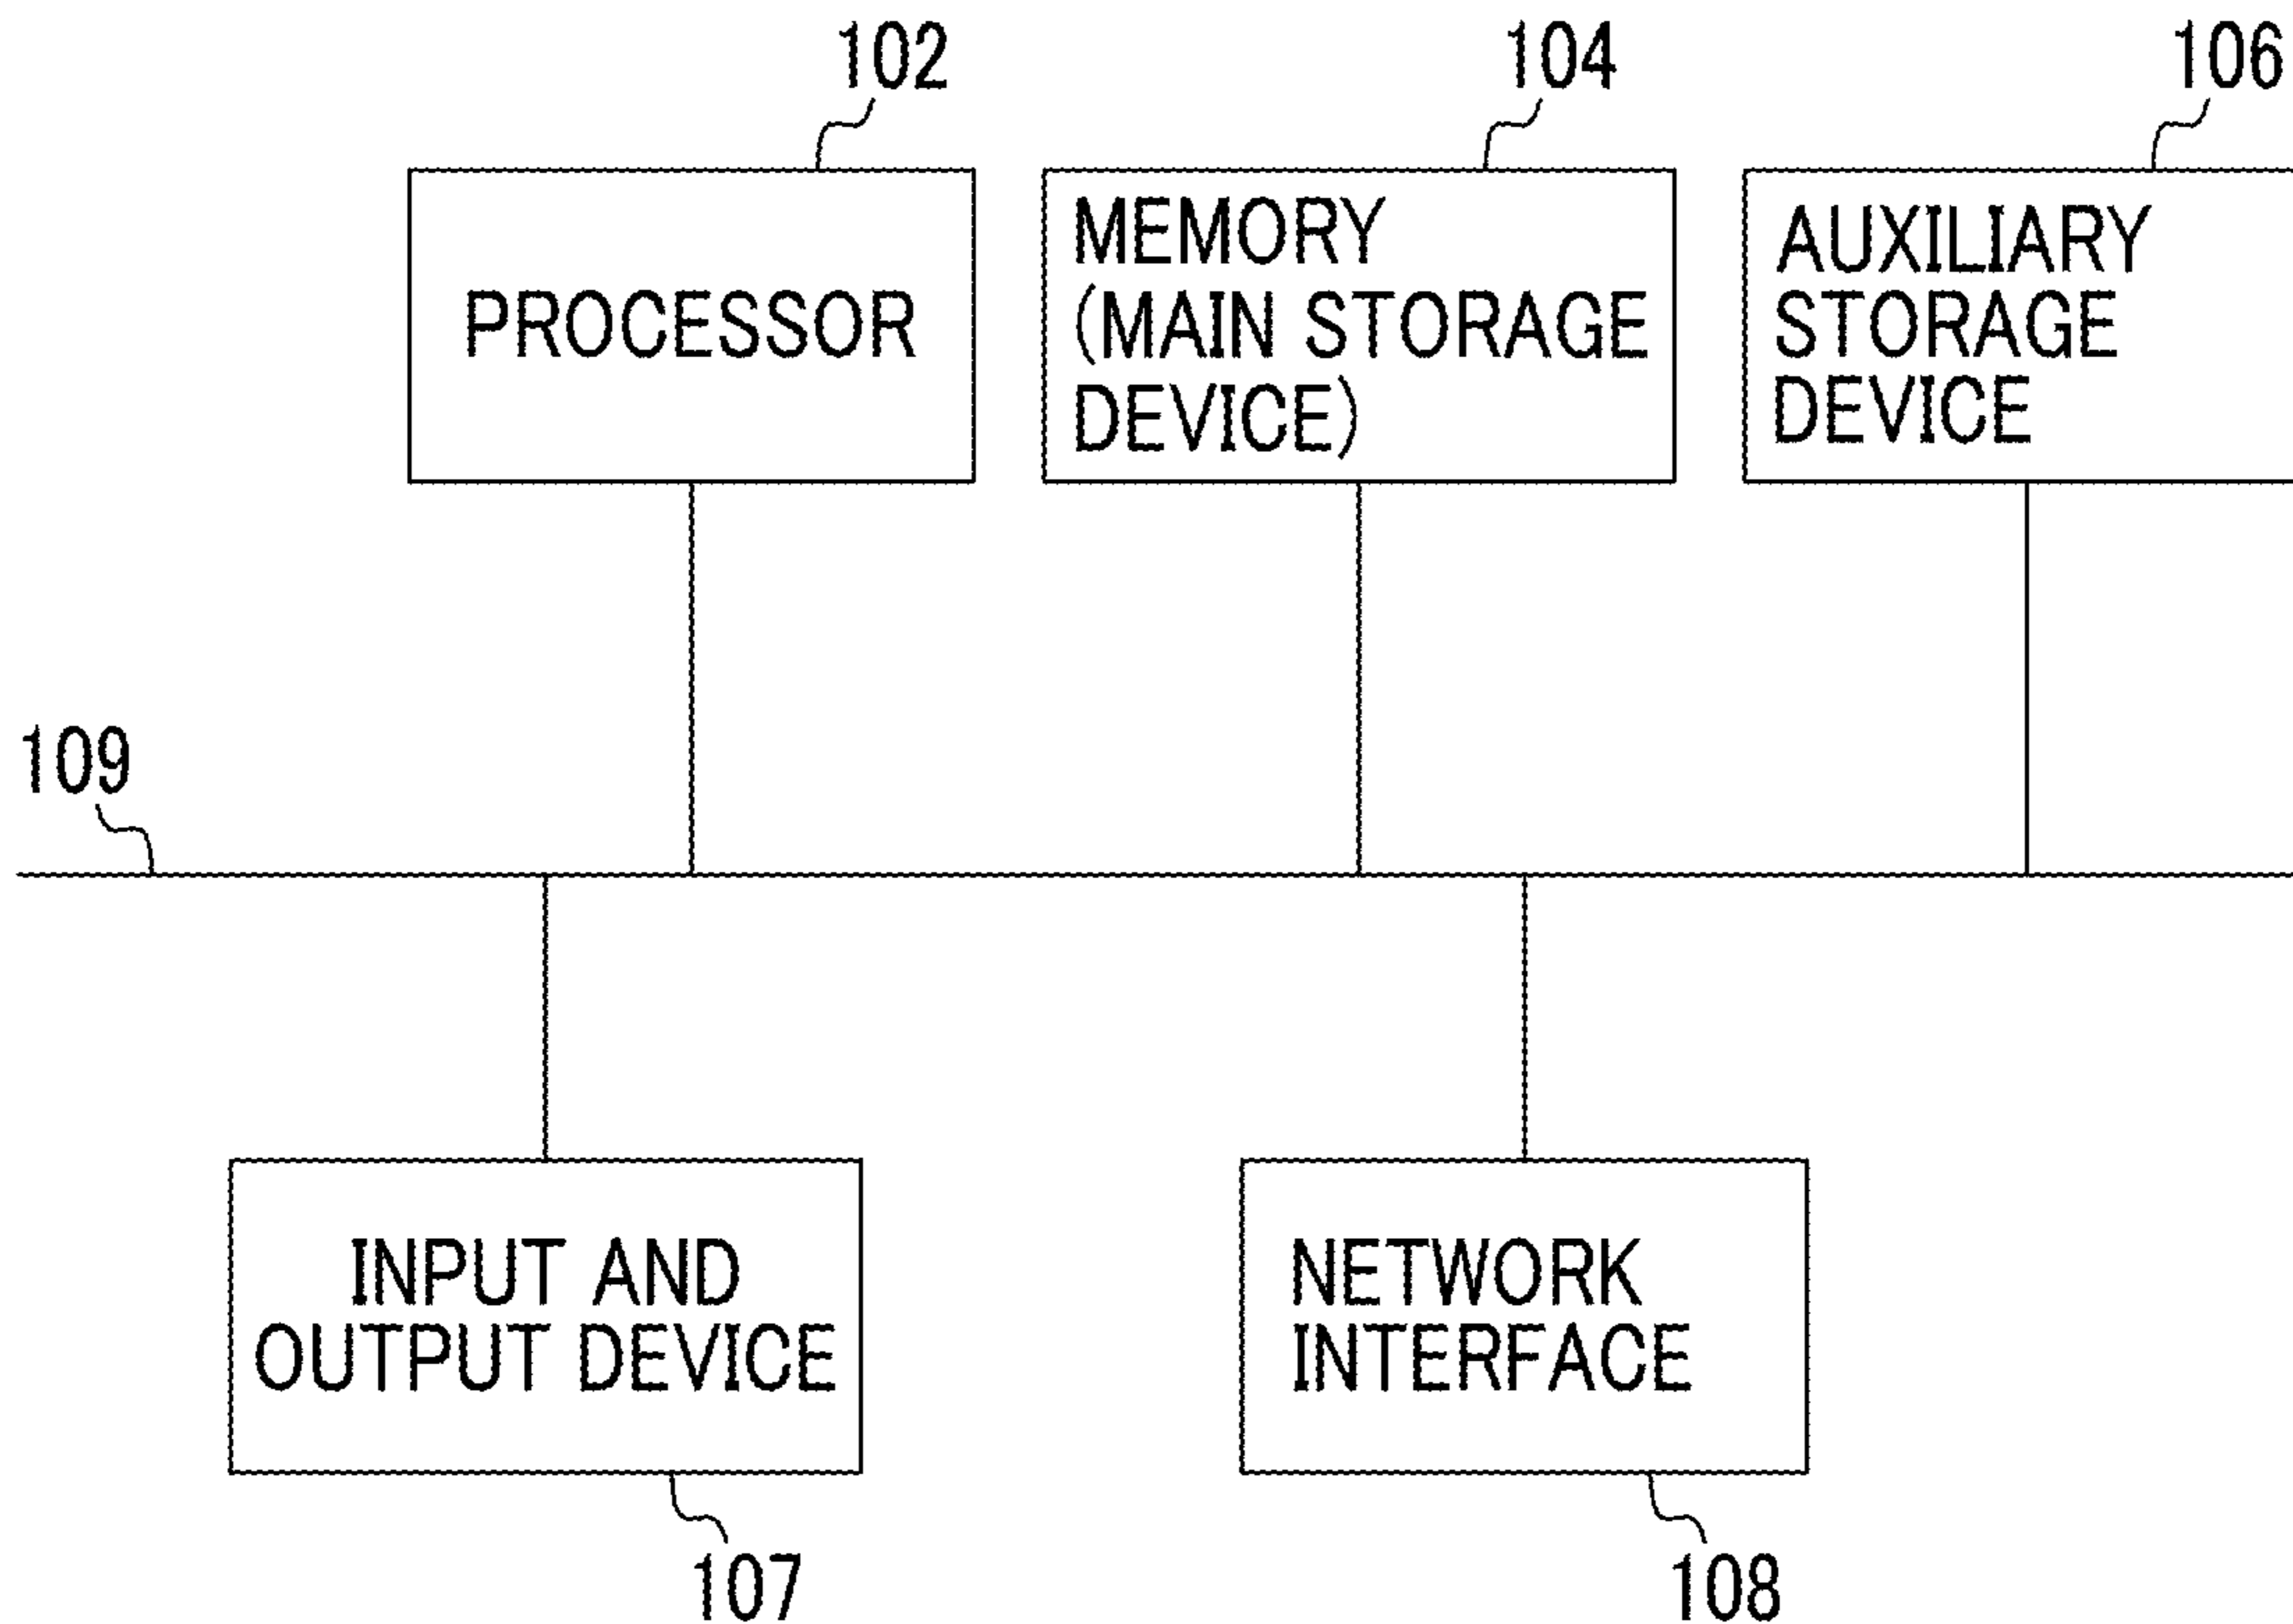 102
104
106
PROCESSOR
MEMORY
(MAIN STORAGE
DEVICE)
AUXILIARY
STORAGE
DEVICE
109
INPUT AND
OUTPUT DEVICE
NETWORK
INTERFACE
107
108